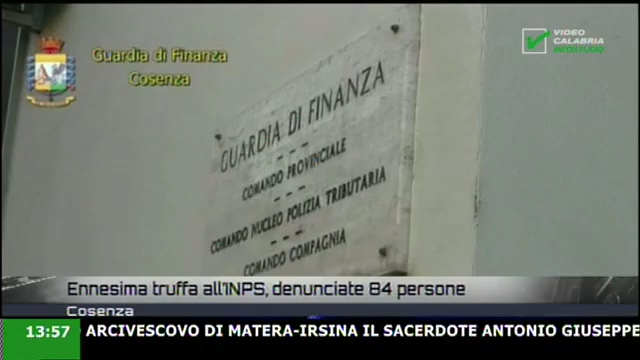 Guardia di Finanza
Cosenza
VIDEO
CALABRIA
GUARDIA DI FINANZA
COMANDO PROVINCIALE
COMANDO NUCLEO POLIZIA TRIBUTARIA
COMANDO COMPAGNIA
Ennesima truffa all'INPS, denunciate 84 persone
Cosenza
13:57 ARCIVESCOVO DI MATERA-IRSINA IL SACERDOTE ANTONIO GIUSEPPE